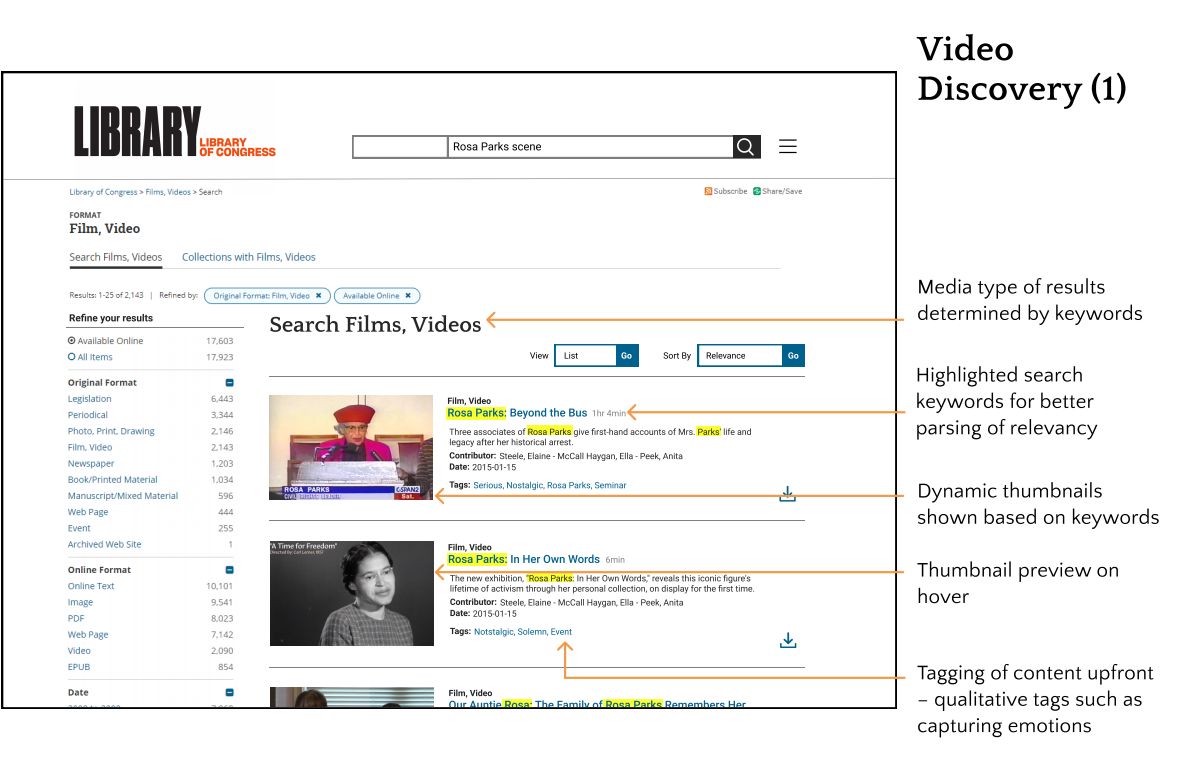 Video
Discovery (1)
LIBRARY
LIBRARY
OF CONGRESS
Rosa Parks scene
Library of Congress > Films, Videos > Search
Subscribe
Share/Save
FORMAT
Film, Video
Search Films, Videos
Collections with Films, Videos
Results: 1-25 of 2,143 | Refined by:
Original Format: Film, Video ✖
Available Online ✖
Refine your results
Available Online 17,603
All Items 17,923
Original Format
Legislation 6,443
Periodical 3,344
Photo, Print, Drawing 2,146
Film, Video 2,143
Newspaper 1,203
Book/Printed Material 1,034
Manuscript/Mixed Material 596
Web Page 444
Event 255
Archived Web Site 1
Online Format
Online Text 10,101
Image 9,541
PDF 8,023
Web Page 7,142
Video 2,090
EPUB 854
Date
Search Films, Videos
View List Go
Sort By Relevance Go
ROSA PARKS
C-SPAN2
Sat.
Film, Video
Rosa Parks: Beyond the Bus 1hr 4min
Three associates of Rosa Parks give first-hand accounts of Mrs. Parks' life and
legacy after her historical arrest.
Contributor: Steele, Elaine - McCall Haygan, Ella - Peek, Anita
Date: 2015-01-15
Tags: Serious, Nostalgic, Rosa Parks, Seminar
"A Time for Freedom"
Film, Video
Rosa Parks: In Her Own Words 6min
The new exhibition, "Rosa Parks: In Her Own Words," reveals this iconic figure's
lifetime of activism through her personal collection, on display for the first time.
Contributor: Steele, Elaine - McCall Haygan, Ella - Peek, Anita
Date: 2015-01-15
Tags: Notstalgic, Solemn, Event
Film, Video
Our Auntie Rosa: The Family of Rosa Parks Remembers Her
Media type of results
determined by keywords
Highlighted search
keywords for better
parsing of relevancy
Dynamic thumbnails
shown based on keywords
Thumbnail preview on
hover
Tagging of content upfront
– qualitative tags such as
capturing emotions